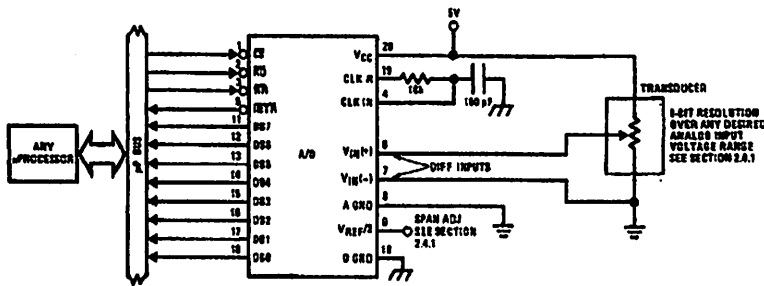 5V
20
VCC
19
CLK R
10k
4
CLK IN
150 pF
1
CS
2
RD
3
WR
5
INTR
11
DB7
12
DB6
13
DB5
14
DB4
15
DB3
16
DB2
17
DB1
18
DB0
ANY
µPROCESSOR
µP BUS
A/D
6
VIN(+)
DIFF INPUTS
7
VIN(−)
8
A GND
9
VREF/2
SPAN ADJ
SEE SECTION
2.4.1
10
D GND
TRANSDUCER
8-BIT RESOLUTION
OVER ANY DESIRED
ANALOG INPUT
VOLTAGE RANGE
SEE SECTION 2.4.1